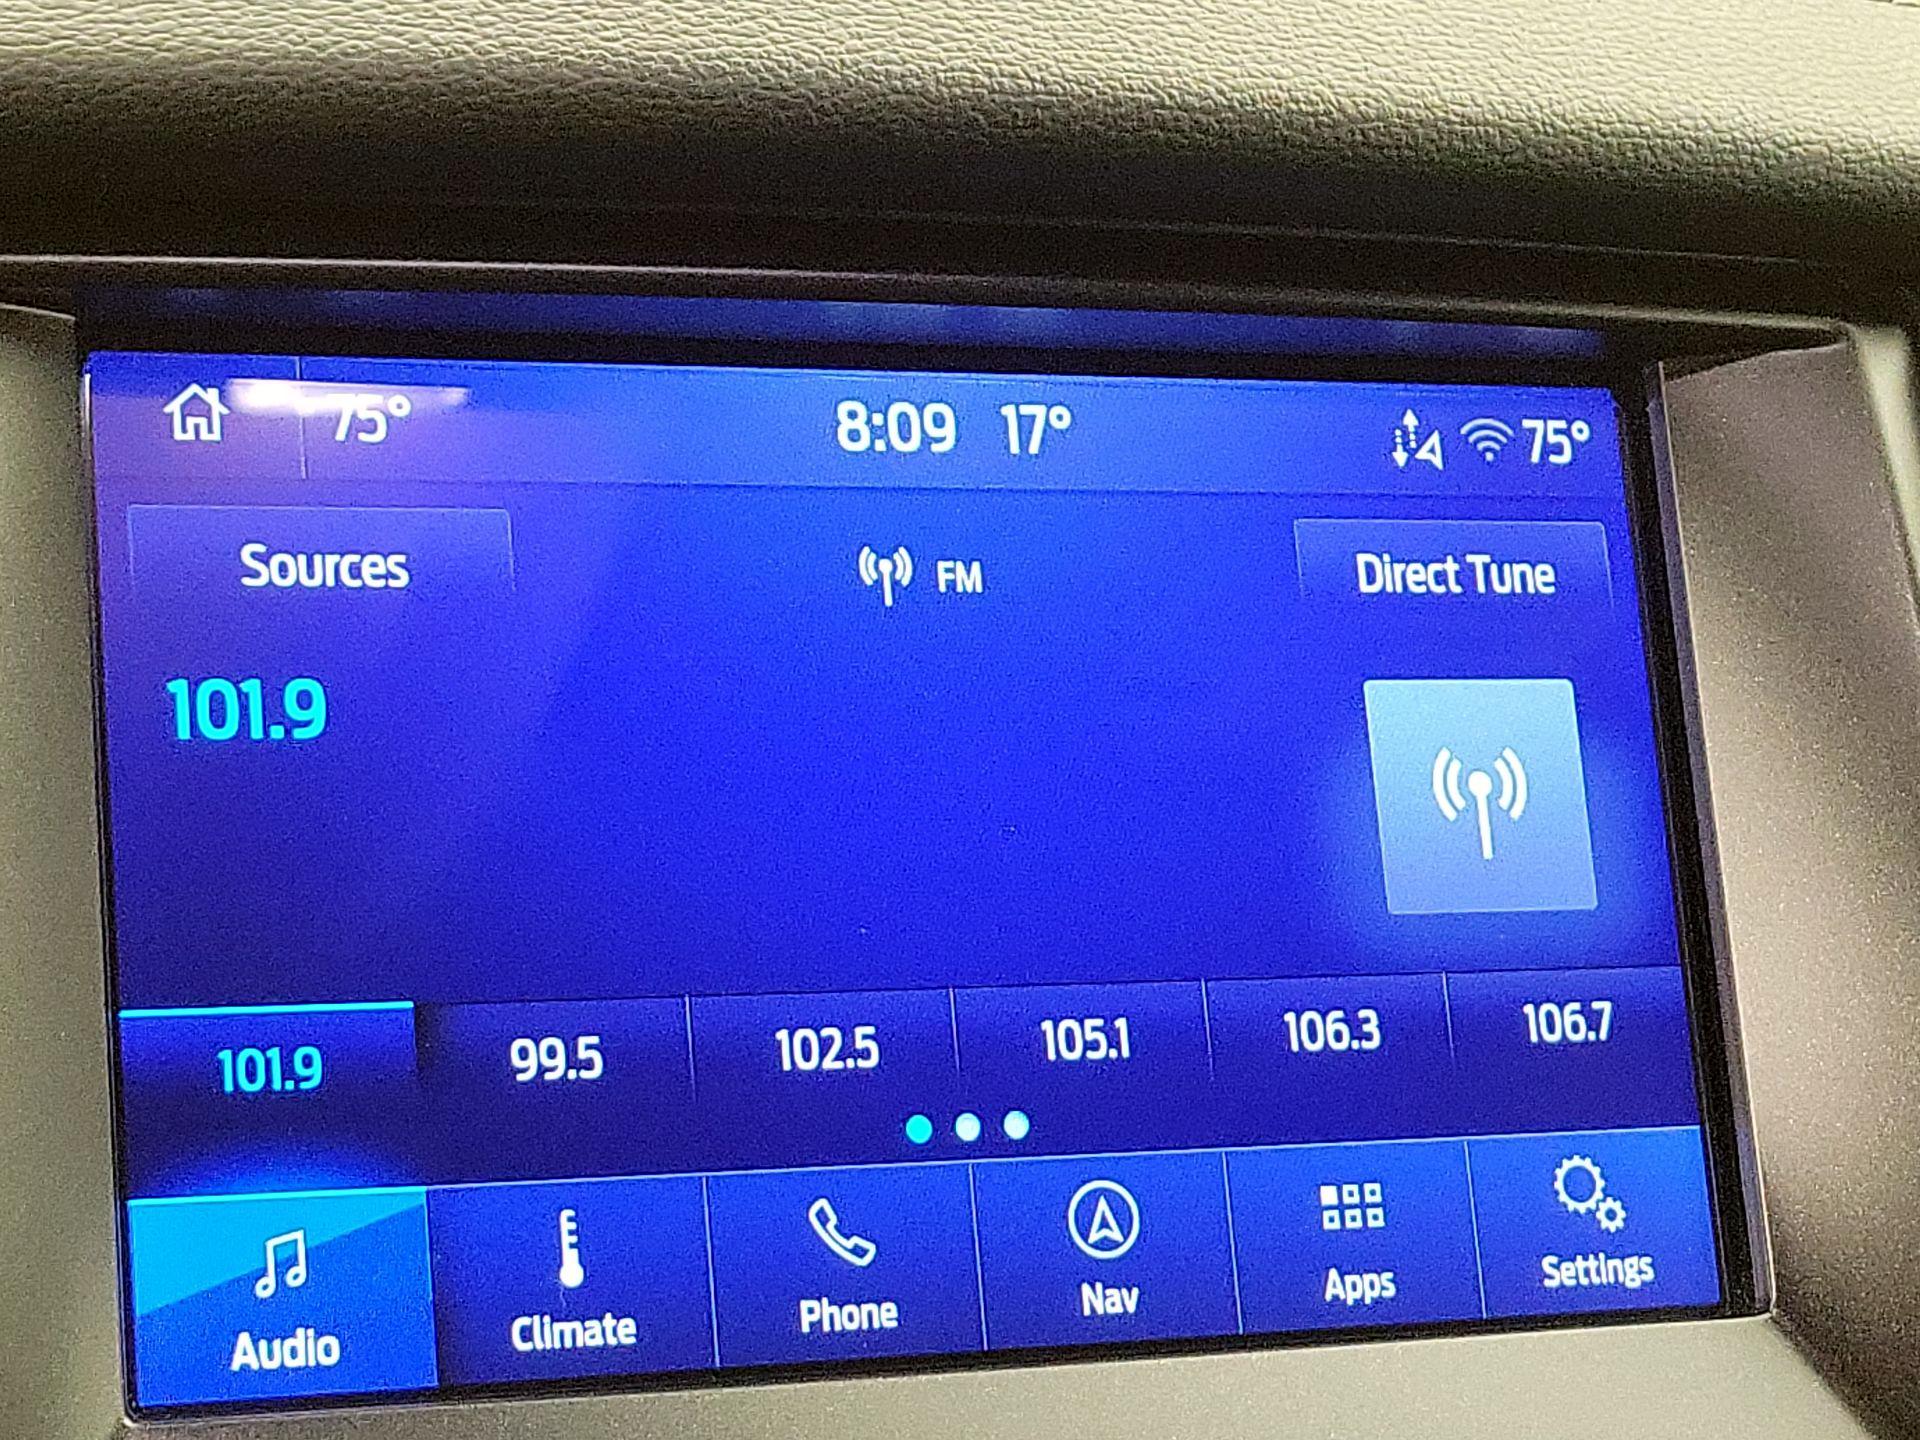 75° 8:09 17° 75°
Sources FM Direct Tune
101.9
101.9 99.5 102.5 105.1 106.3 106.7
Audio Climate Phone Nav Apps Settings